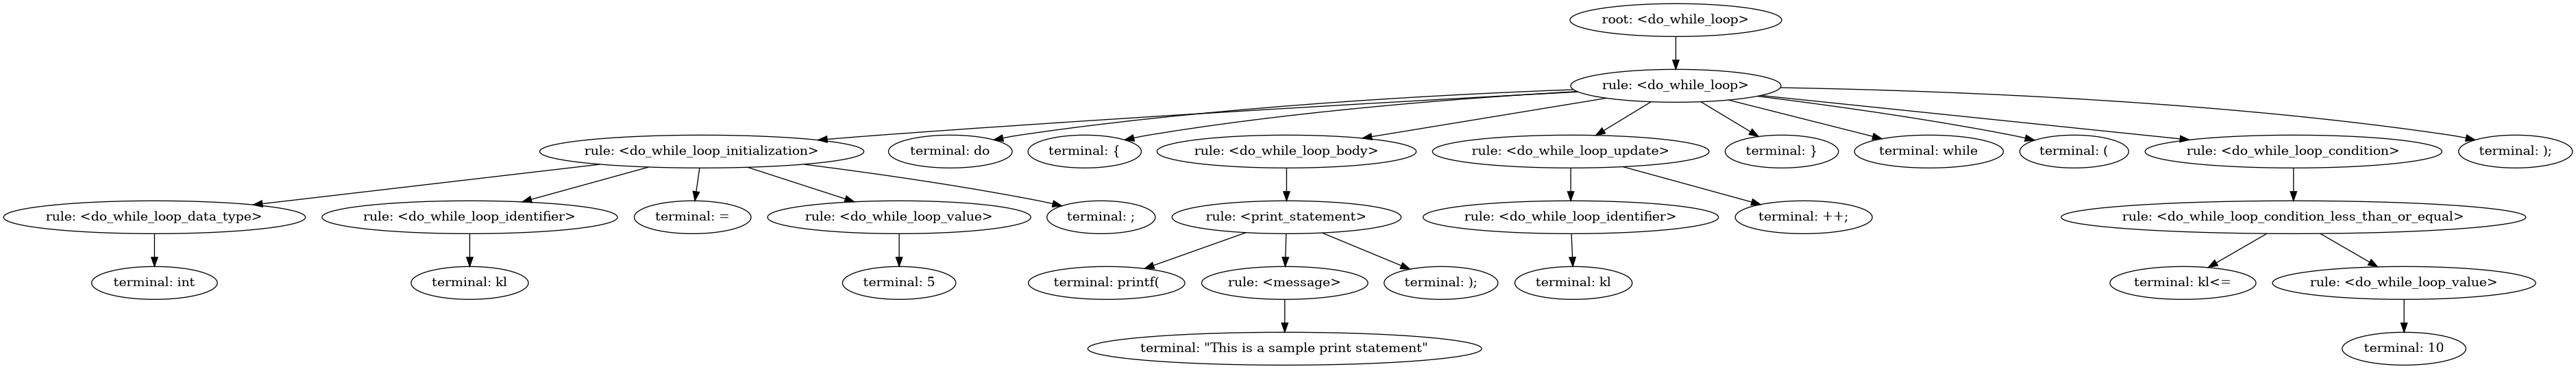 root: <do_while_loop>
rule: <do_while_loop>
rule: <do_while_loop_initialization>
terminal: do
terminal: {
rule: <do_while_loop_body>
rule: <do_while_loop_update>
terminal: }
terminal: while
terminal: (
rule: <do_while_loop_condition>
terminal: );
rule: <do_while_loop_data_type>
rule: <do_while_loop_identifier>
terminal: =
rule: <do_while_loop_value>
terminal: ;
rule: <print_statement>
rule: <do_while_loop_identifier>
terminal: ++;
rule: <do_while_loop_condition_less_than_or_equal>
terminal: int
terminal: kl
terminal: 5
terminal: printf(
rule: <message>
terminal: );
terminal: kl
terminal: kl<=
rule: <do_while_loop_value>
terminal: "This is a sample print statement"
terminal: 10